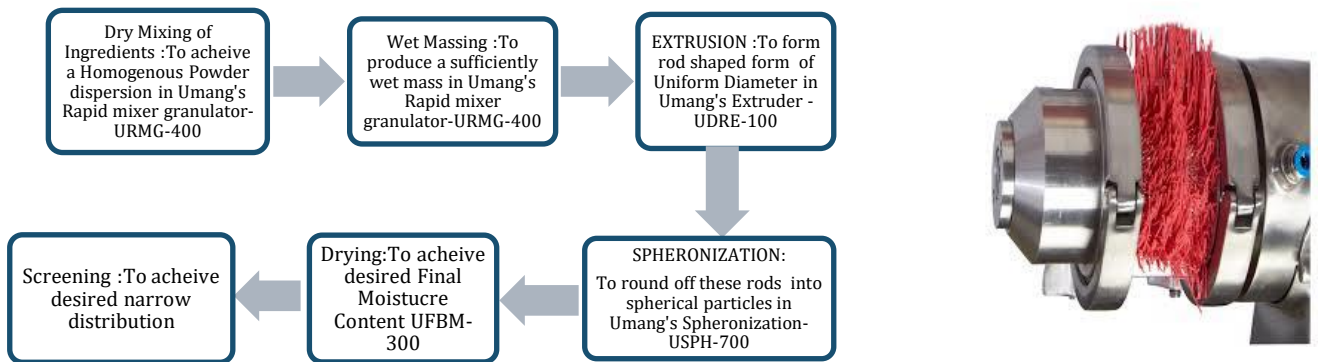 Dry Mixing of
Ingredients :To acheive
a Homogenous Powder
dispersion in Umang's
Rapid mixer granulator-
URMG-400
Wet Massing :To
produce a sufficiently
wet mass in Umang's
Rapid mixer
granulator-URMG-400
EXTRUSION :To form
rod shaped form of
Uniform Diameter in
Umang's Extruder -
UDRE-100
SPHERONIZATION:
To round off these rods into
spherical particles in
Umang's Spheronization-
USPH-700
Drying:To acheive
desired Final
Moistucre
Content UFBM-
300
Screening :To acheive
desired narrow
distribution